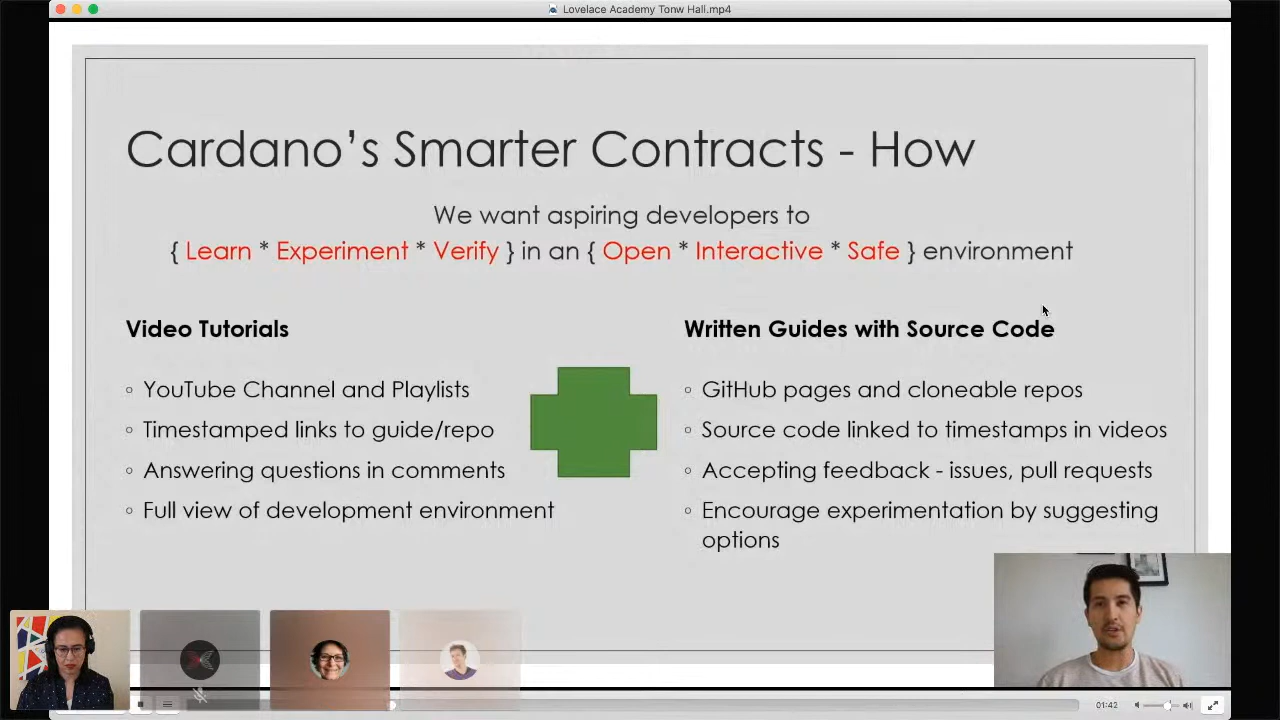 Lovelace Academy Tonw Hall.mp4
Cardano's Smarter Contracts - How
We want aspiring developers to
{ Learn * Experiment * Verify } in an { Open * Interactive * Safe } environment
Video Tutorials
◦ YouTube Channel and Playlists
◦ Timestamped links to guide/repo
◦ Answering questions in comments
◦ Full view of development environment
Written Guides with Source Code
◦ GitHub pages and cloneable repos
◦ Source code linked to timestamps in videos
◦ Accepting feedback - issues, pull requests
◦ Encourage experimentation by suggesting
options
01:42